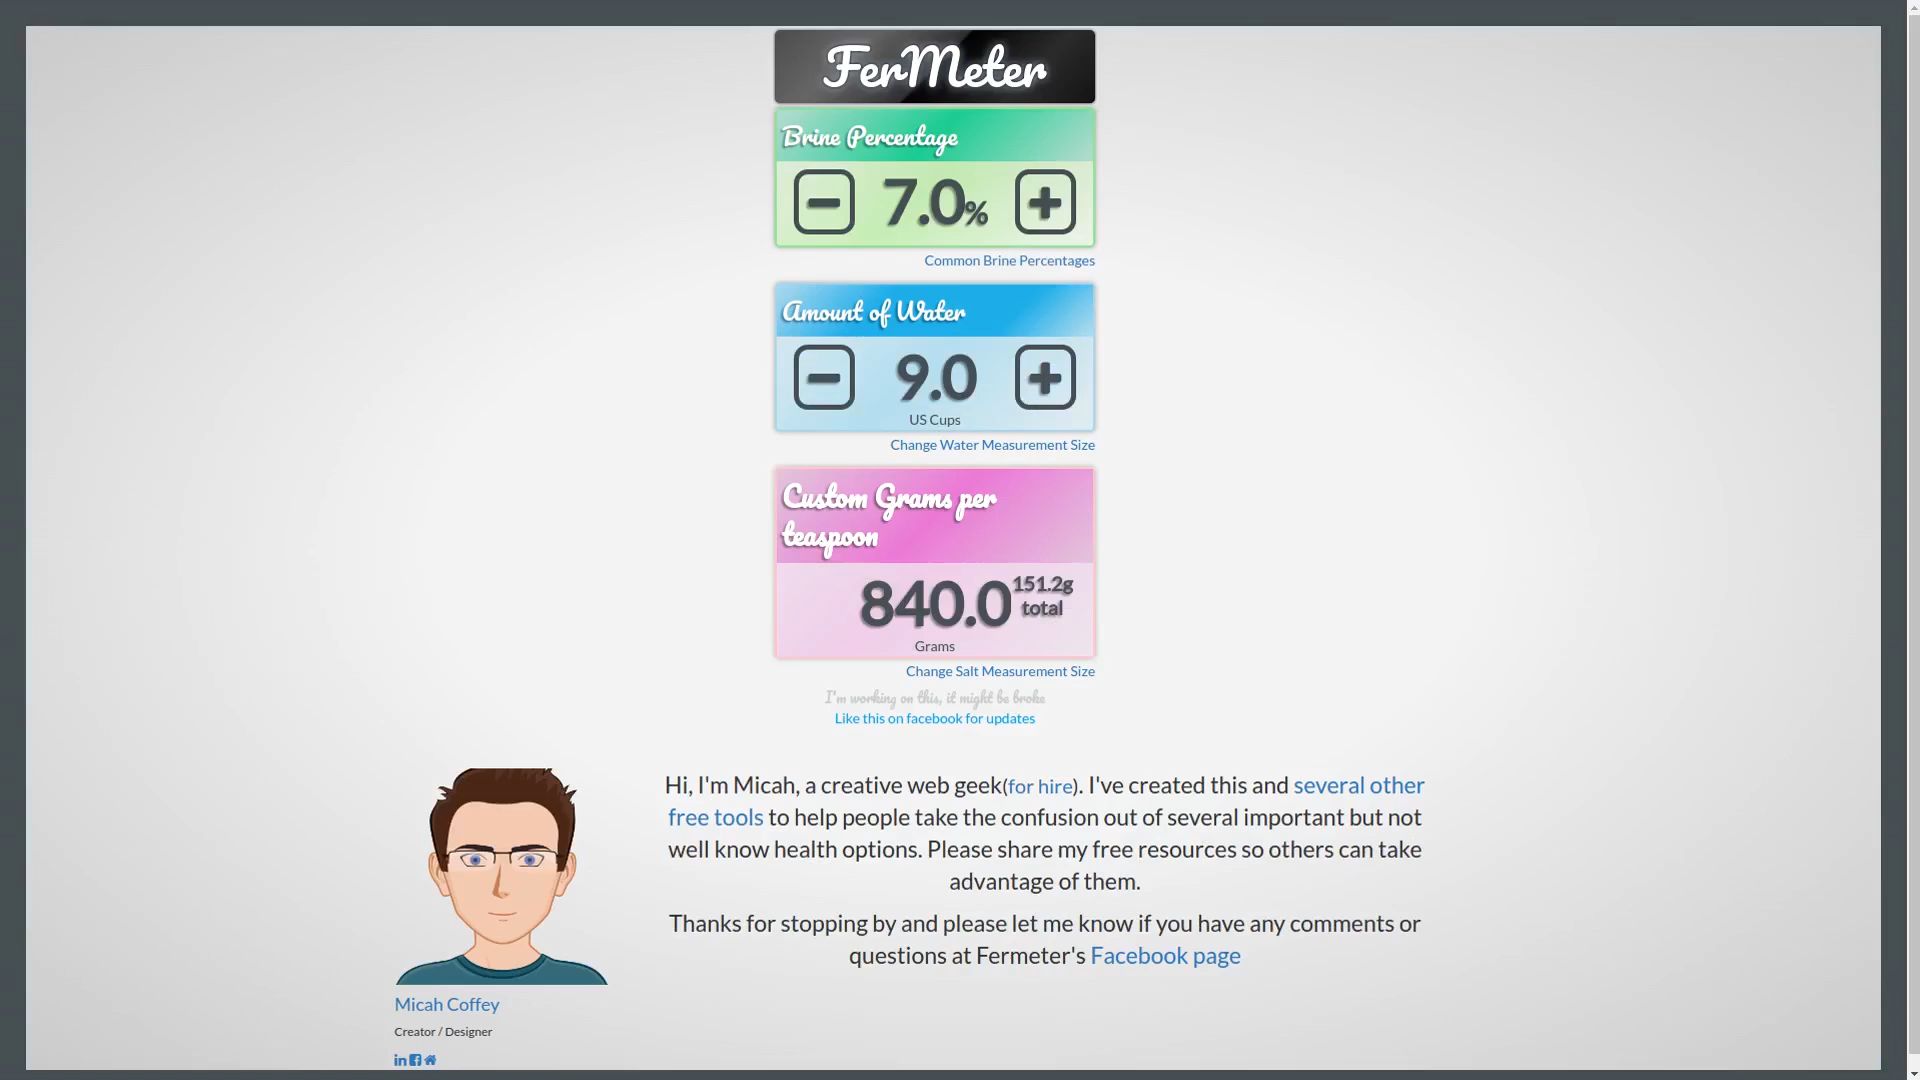 FerMeter
Brine Percentage
7.0%
Common Brine Percentages
Amount of Water
9.0
US Cups
Change Water Measurement Size
Custom Grams per
teaspoon
840.0 151.2g
total
Grams
Change Salt Measurement Size
I'm working on this, it might be broke
Like this on facebook for updates
Hi, I'm Micah, a creative web geek(for hire). I've created this and several other
free tools to help people take the confusion out of several important but not
well know health options. Please share my free resources so others can take
advantage of them.
Thanks for stopping by and please let me know if you have any comments or
questions at Fermeter's Facebook page
Micah Coffey
Creator / Designer